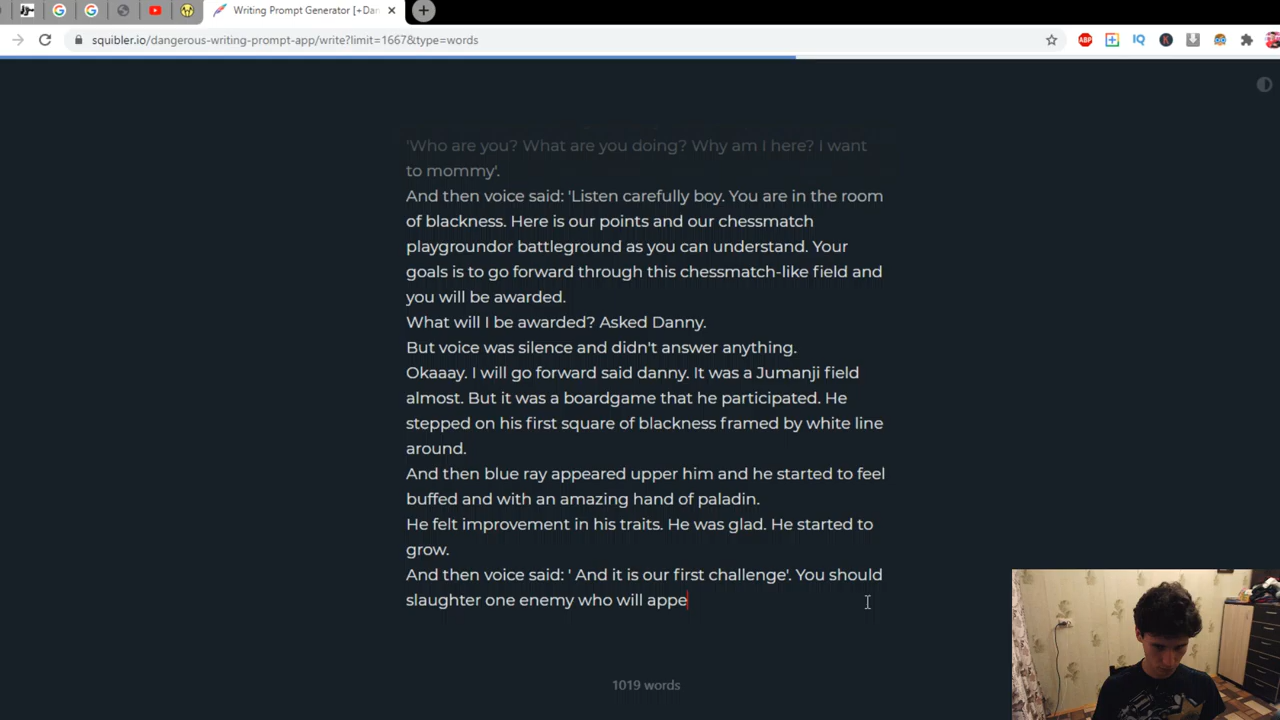 Writing Prompt Generator [+Dan
squibler.io/dangerous-writing-prompt-app/write?limit=1667&type=words
ABP
IQ
K
'Who are you? What are you doing? Why am I here? I want
to mommy'.
And then voice said: 'Listen carefully boy. You are in the room
of blackness. Here is our points and our chessmatch
playgroundor battleground as you can understand. Your
goals is to go forward through this chessmatch-like field and
you will be awarded.
What will I be awarded? Asked Danny.
But voice was silence and didn't answer anything.
Okaaay. I will go forward said danny. It was a Jumanji field
almost. But it was a boardgame that he participated. He
stepped on his first square of blackness framed by white line
around.
And then blue ray appeared upper him and he started to feel
buffed and with an amazing hand of paladin.
He felt improvement in his traits. He was glad. He started to
grow.
And then voice said: ' And it is our first challenge'. You should
slaughter one enemy who will appe
1019 words